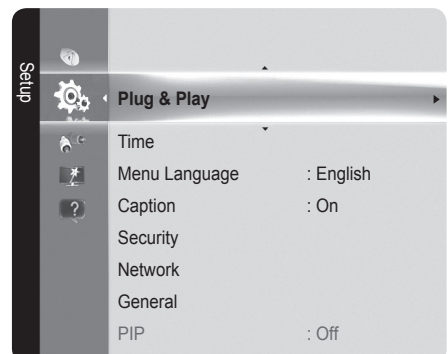 Setup
Plug & Play
Time
Menu Language : English
Caption : On
Security
Network
General
PIP : Off